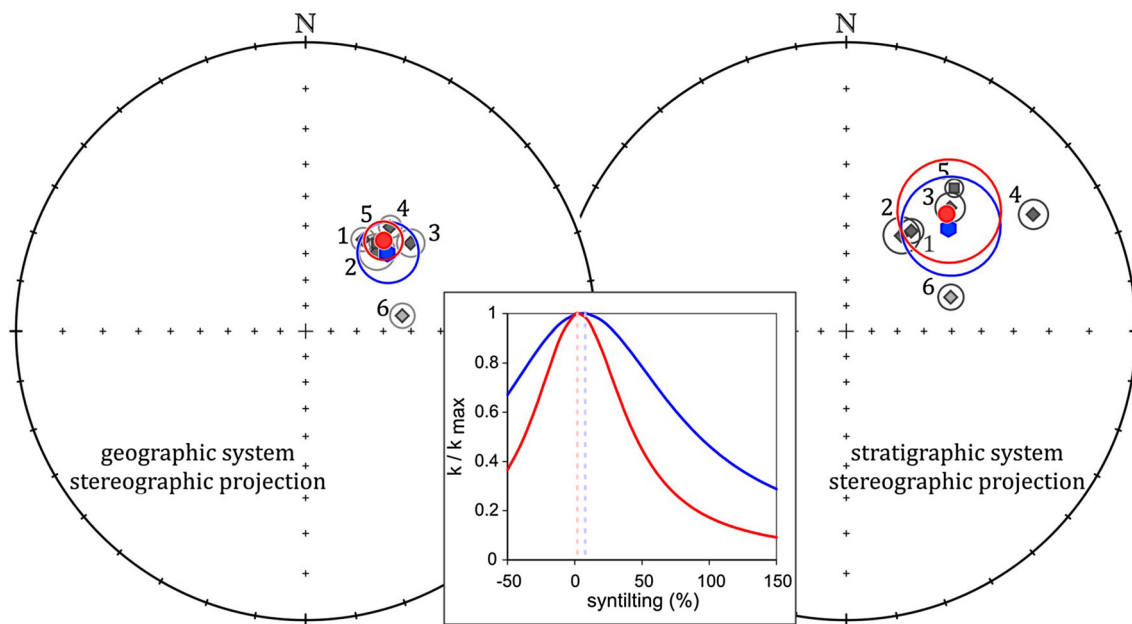 N
N
5
4
1
3
2
6
5
3
4
2
1
6
geographic system
stereographic projection
stratigraphic system
stereographic projection
1
0.8
0.6
0.4
0.2
0
k / k max
-50
0
50
100
150
syntilting (%)